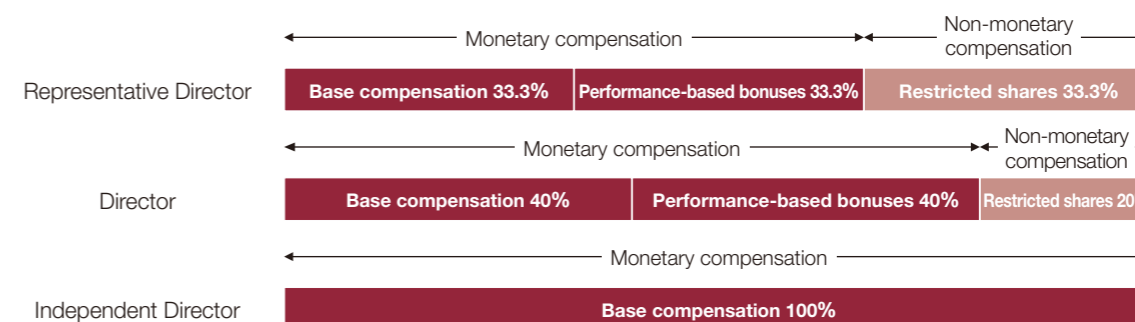 Monetary compensation
Non-monetary
compensation
Representative Director
Base compensation 33.3%
Performance-based bonuses 33.3%
Restricted shares 33.3%
Monetary compensation
Non-monetary
compensation
Director
Base compensation 40%
Performance-based bonuses 40%
Restricted shares 20
Monetary compensation
Independent Director
Base compensation 100%